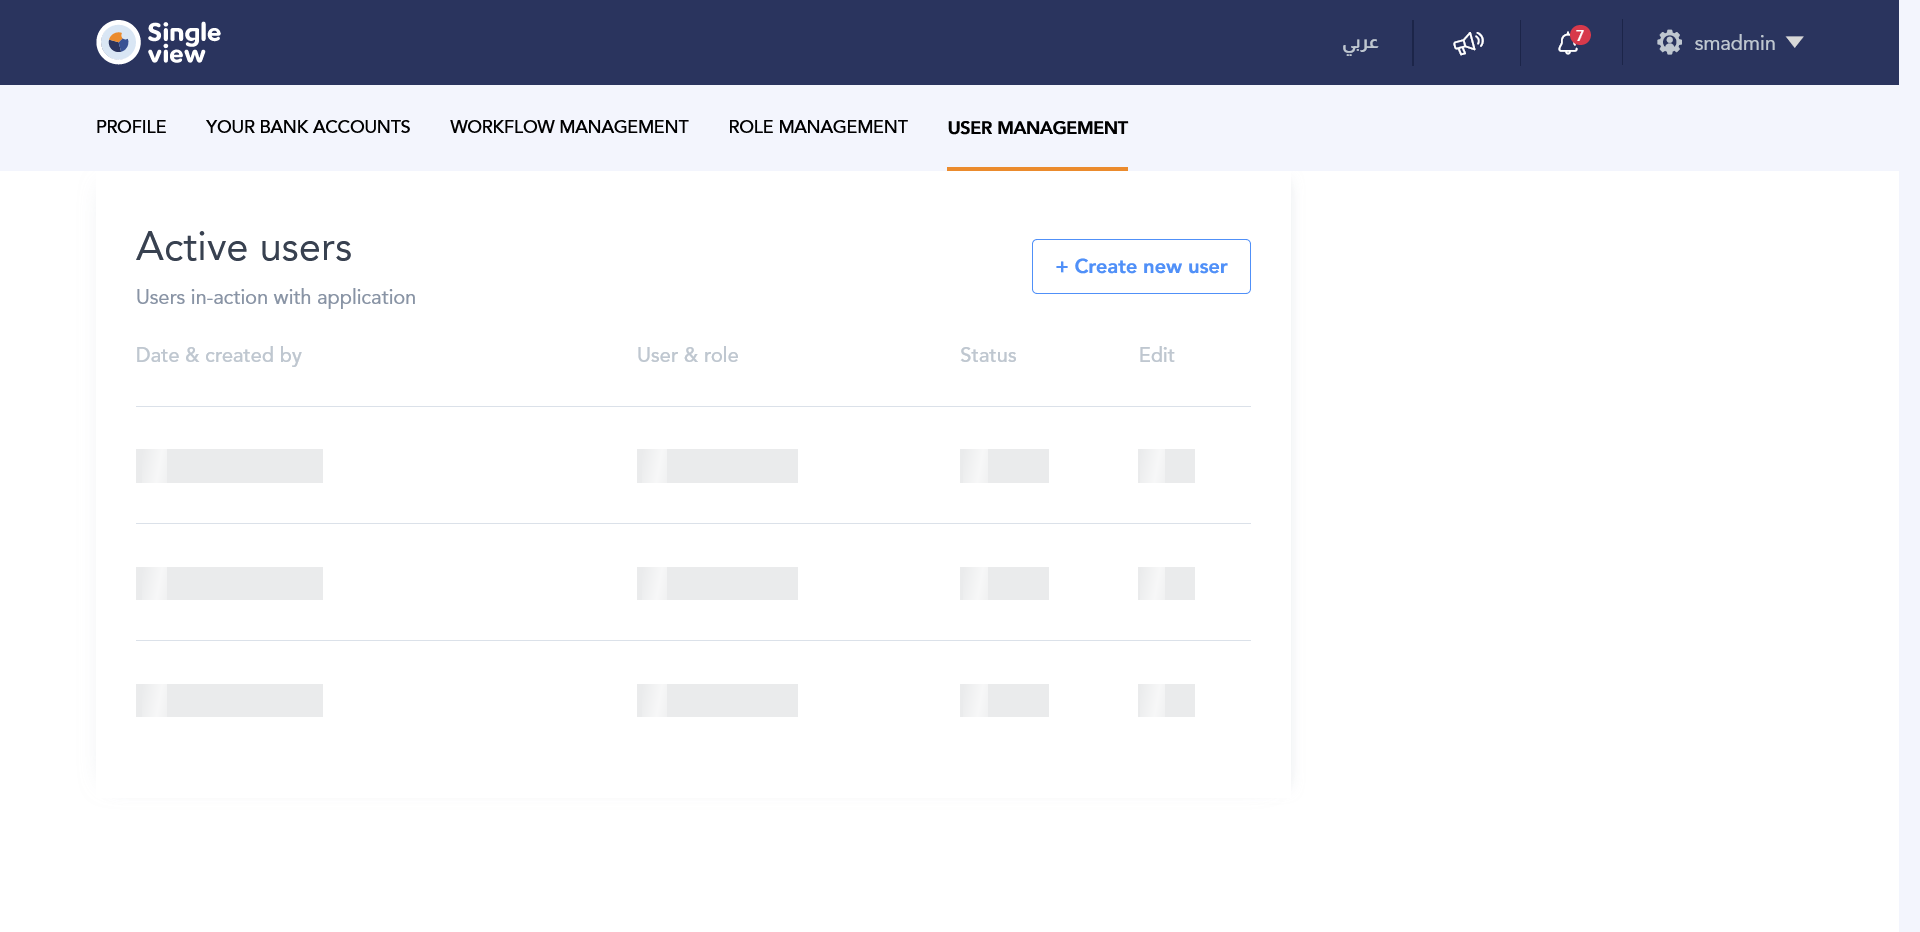 Single
view
عربي
7
smadmin
PROFILE
YOUR BANK ACCOUNTS
WORKFLOW MANAGEMENT
ROLE MANAGEMENT
USER MANAGEMENT
Active users
+ Create new user
Users in-action with application
Date & created by
User & role
Status
Edit